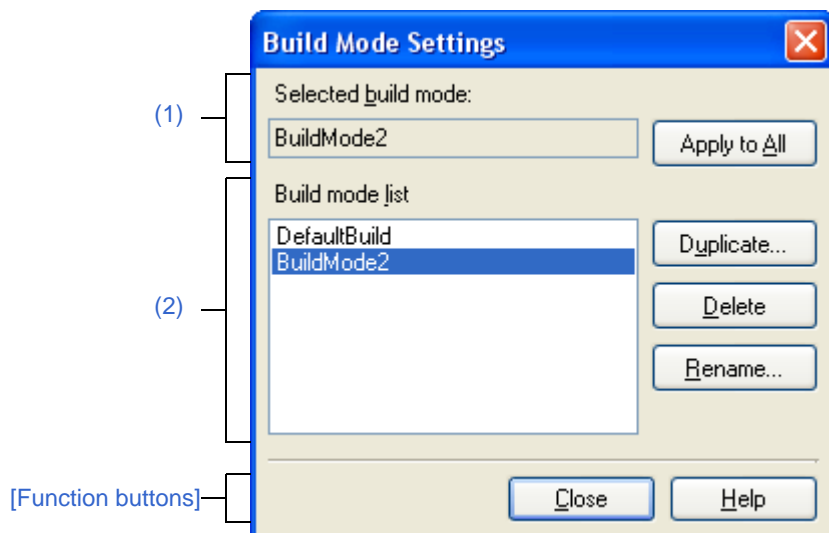 Build Mode Settings
(1)
Selected build mode:
BuildMode2
Apply to All
(2)
Build mode list
DefaultBuild
BuildMode2
Duplicate...
Delete
Rename...
[Function buttons]
Close
Help